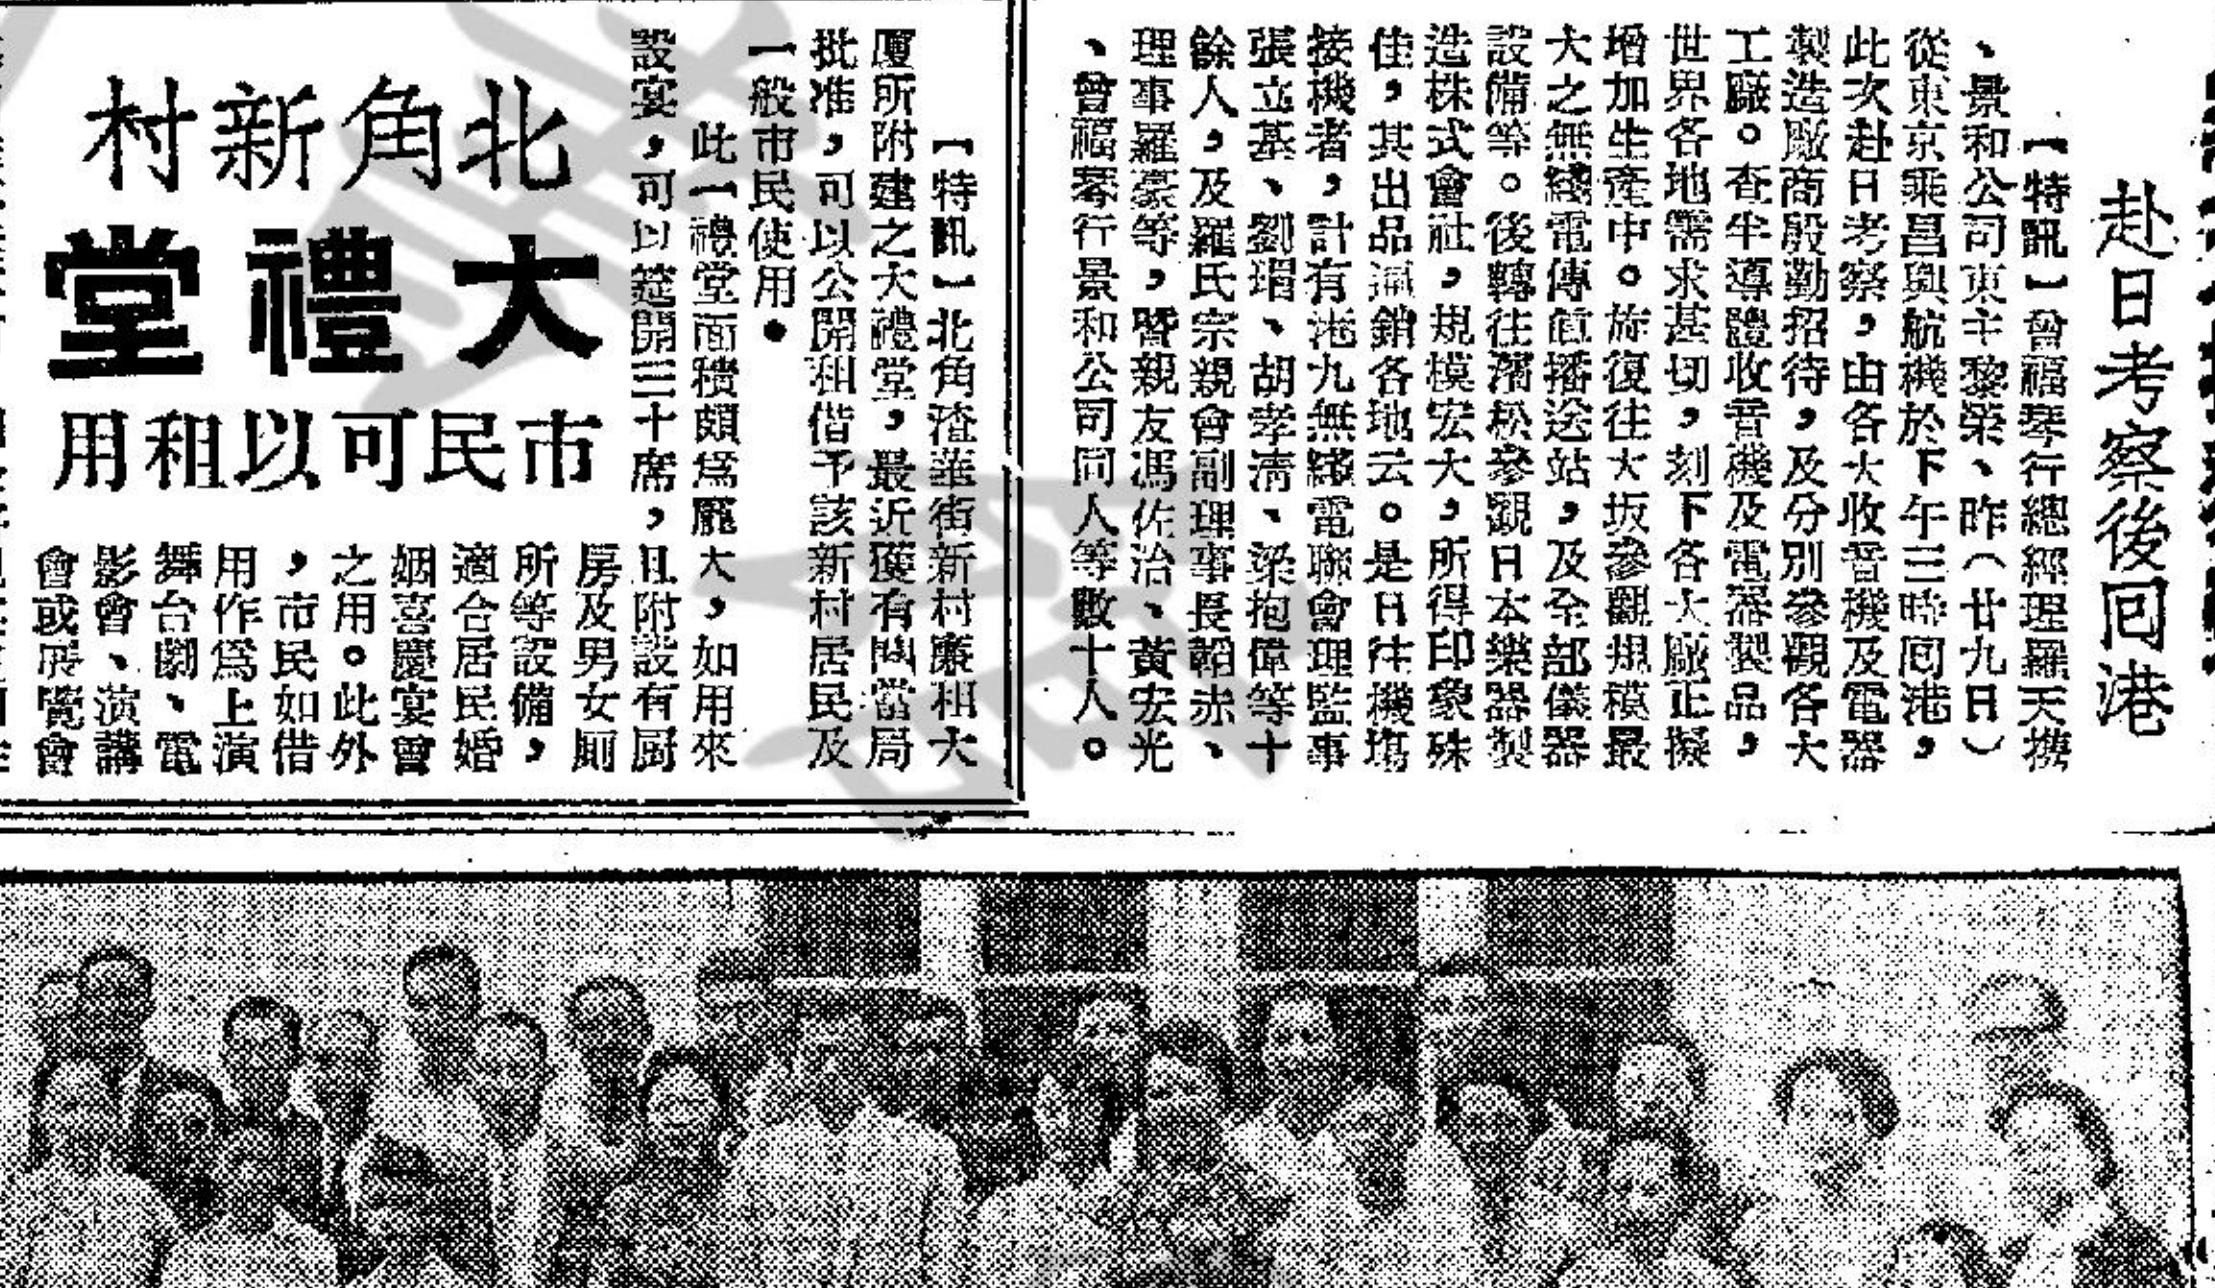 赴日考察後囘港
【特訊】曾福琴行總經理羅天撲
、景和公司東主黎榮、昨（廿九日）
從東京乘昌興航機於下午三時囘港，
此次赴日考察，由各大收音機及電器
製造廠商殷勤招待，及分別參觀各大
工廠。查半導體收音機及電器製品，
世界各地需求甚切，刻下各大廠正擬
增加生產中。旋復往大坂參觀規模最
大之無綫電傳值播送站，及全部儀器
設備等。後轉往濱松參觀日本樂器製
造株式會社，規模宏大，所得印象殊
佳，其出品遍銷各地云。是日往機塲
接機者，計有港九無綫電聯會理監事
張立基、劉琄、胡孝清、梁抱偉等十
餘人，及羅氏宗親會副理事長韜赤、
理事羅豪等，暨親友馮佐治、黃宏光
、曾福琴行景和公司同人等數十人。
北角新村
大禮堂
市民可以租用
【特訊】北角渣華街新村廉租大
厦所附建之大禮堂，最近獲有關當局
批准，可以公開租借予該新村居民及
一般市民使用。
此一禮堂面積頗爲龐大，如用來
設宴，可以筵開三十席，且附設有厨
房及男女厠
所等設備，
適合居民婚
姻喜慶宴會
之用。此外
，市民如借
用作爲上演
舞台劇、電
影會、演講
會或展覽會